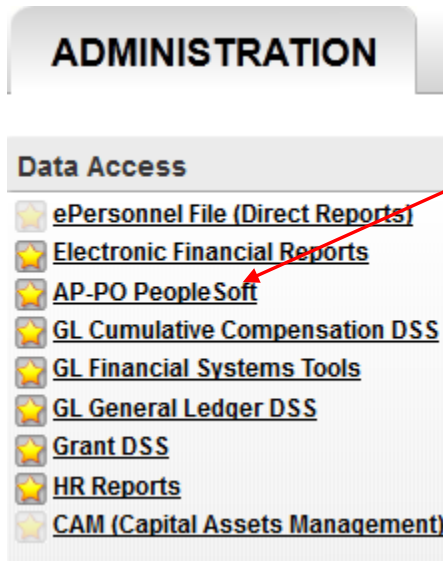 ADMINISTRATION
Data Access
ePersonnel File (Direct Reports)
Electronic Financial Reports
AP-PO PeopleSoft
GL Cumulative Compensation DSS
GL Financial Systems Tools
GL General Ledger DSS
Grant DSS
HR Reports
CAM (Capital Assets Management)